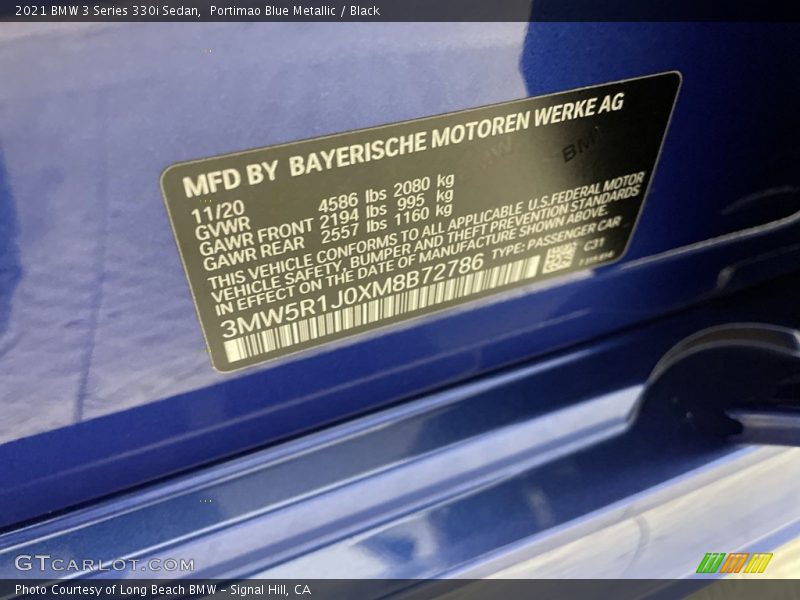 2021 BMW 3 Series 330i Sedan,  Portimao Blue Metallic / Black
MFD BY BAYERISCHE MOTOREN WERKE AG
11/20
GVWR 4586 lbs 2080 kg
GAWR FRONT 2194 lbs 995 kg
GAWR REAR 2557 lbs 1160 kg
THIS VEHICLE CONFORMS TO ALL APPLICABLE U.S.FEDERAL MOTOR
VEHICLE SAFETY, BUMPER AND THEFT PREVENTION STANDARDS
IN EFFECT ON THE DATE OF MANUFACTURE SHOWN ABOVE.
3MW5R1J0XM8B72786 TYPE: PASSENGER CAR
C31
GTCARLOT.COM
Photo Courtesy of Long Beach BMW – Signal Hill, CA